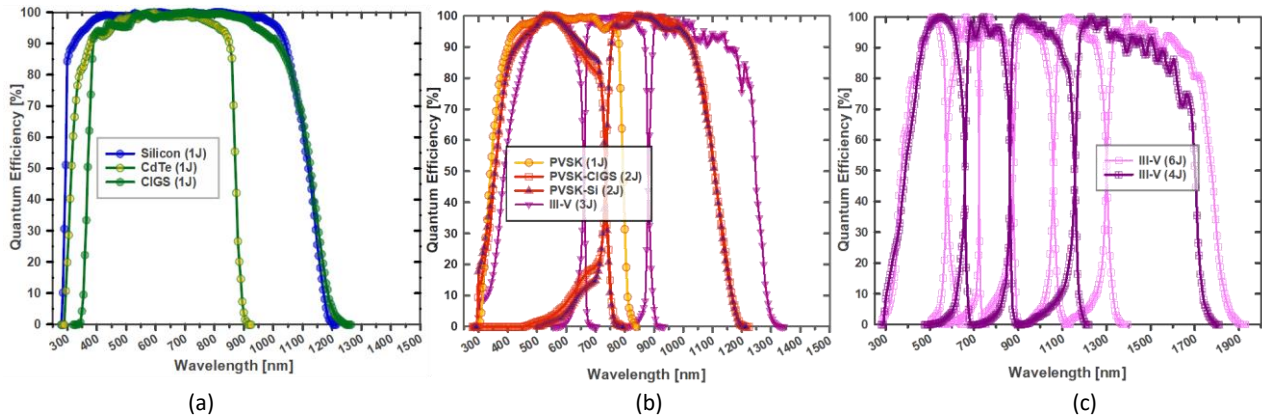 Quantum Efficiency [%]
100
90
80
70
60
50
40
30
20
10
0
Silicon (1J)
CdTe (1J)
CIGS (1J)
300 400 500 600 700 800 900 1000 1100 1200 1300 1400 1500
Wavelength [nm]
(a)
Quantum Efficiency [%]
100
90
80
70
60
50
40
30
20
10
0
PVSK (1J)
PVSK-CIGS (2J)
PVSK-Si (2J)
III-V (3J)
300 400 500 600 700 800 900 1000 1100 1200 1300 1400 1500
Wavelength [nm]
(b)
Quantum Efficiency [%]
100
90
80
70
60
50
40
30
20
10
0
III-V (6J)
III-V (4J)
300 500 700 900 1100 1300 1500 1700 1900
Wavelength [nm]
(c)